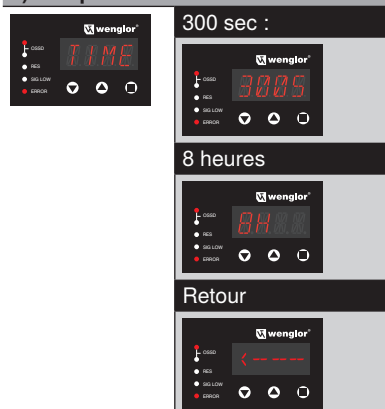 wenglor®
TIME
OSSD
RES
SIG LOW
ERROR
300 sec :
wenglor®
300S
OSSD
RES
SIG LOW
ERROR
8 heures
wenglor®
8H
OSSD
RES
SIG LOW
ERROR
Retour
wenglor®
<----
OSSD
RES
SIG LOW
ERROR